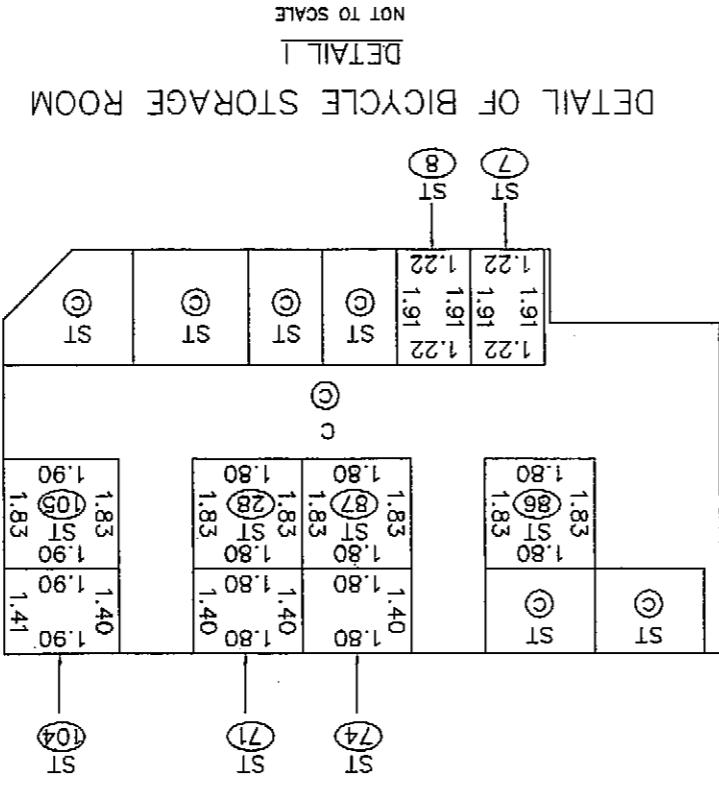 ST ST ST
74 71 104
ST ST 1.80 1.80 1.90
Ⓒ Ⓒ 1.40 1.40 1.40 1.40 1.41
1.80 1.80 1.90
1.80 1.80 1.80 1.90
ST ST ST ST
1.83 86 1.83 1.83 87 1.83 1.83 28 1.83 1.83 105 1.83
1.80 1.80 1.80 1.90
C
Ⓒ
1.22 1.22 ST ST ST ST
1.91 1.91 1.91 1.91 Ⓒ Ⓒ Ⓒ Ⓒ
1.22 1.22
ST ST
7 8
DETAIL OF BICYCLE STORAGE ROOM
DETAIL 1
NOT TO SCALE